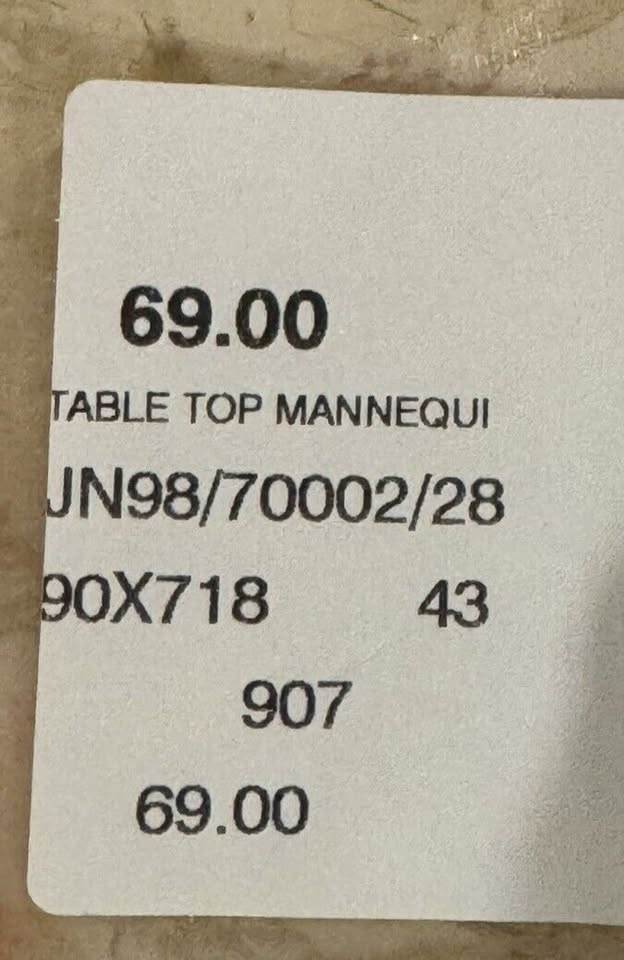 69.00
TABLE TOP MANNEQUI
JN98/70002/28
90X718 43
907
69.00